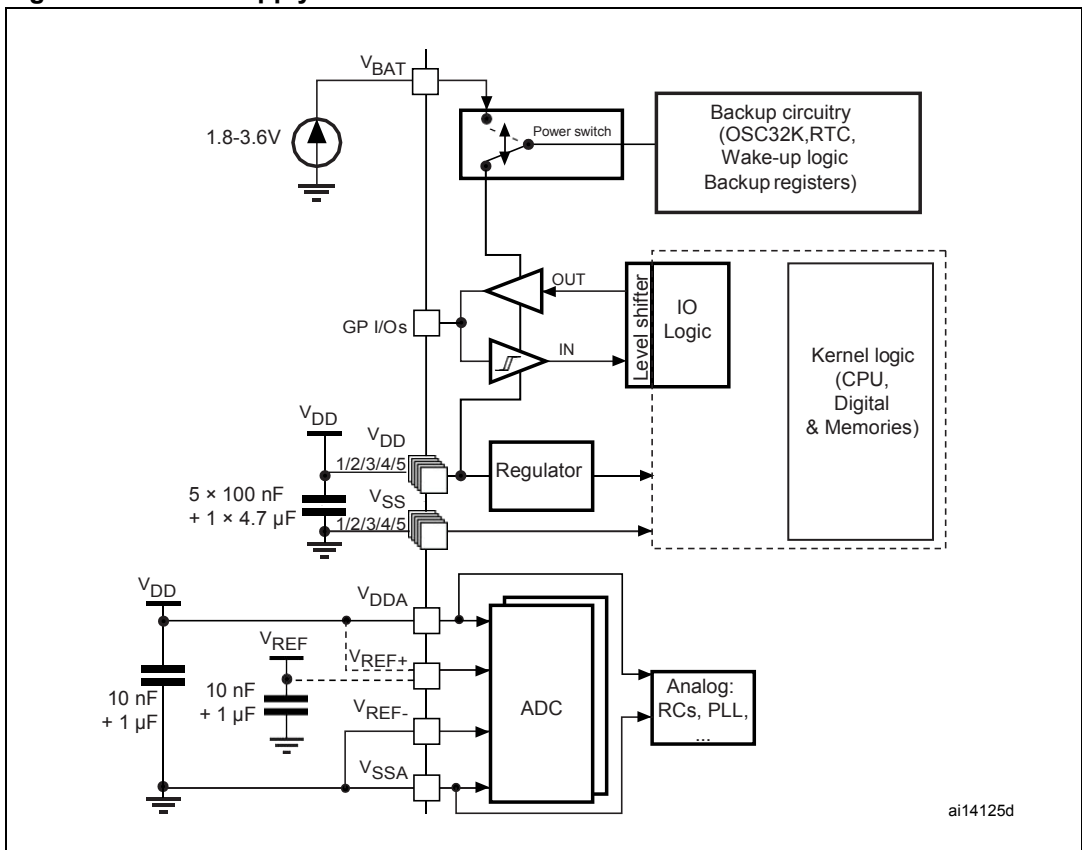 VBAT
1.8-3.6V
Power switch
Backup circuitry
(OSC32K,RTC,
Wake-up logic
Backup registers)
OUT
GP I/Os
IN
Level shifter
IO
Logic
Kernel logic
(CPU,
Digital
& Memories)
VDD
VDD
1/2/3/4/5
Regulator
5 × 100 nF
+ 1 × 4.7 µF
VSS
1/2/3/4/5
VDD
VDDA
VREF
VREF+
10 nF
+ 1 µF
10 nF
+ 1 µF
VREF-
ADC
Analog:
RCs, PLL,
...
VSSA
ai14125d